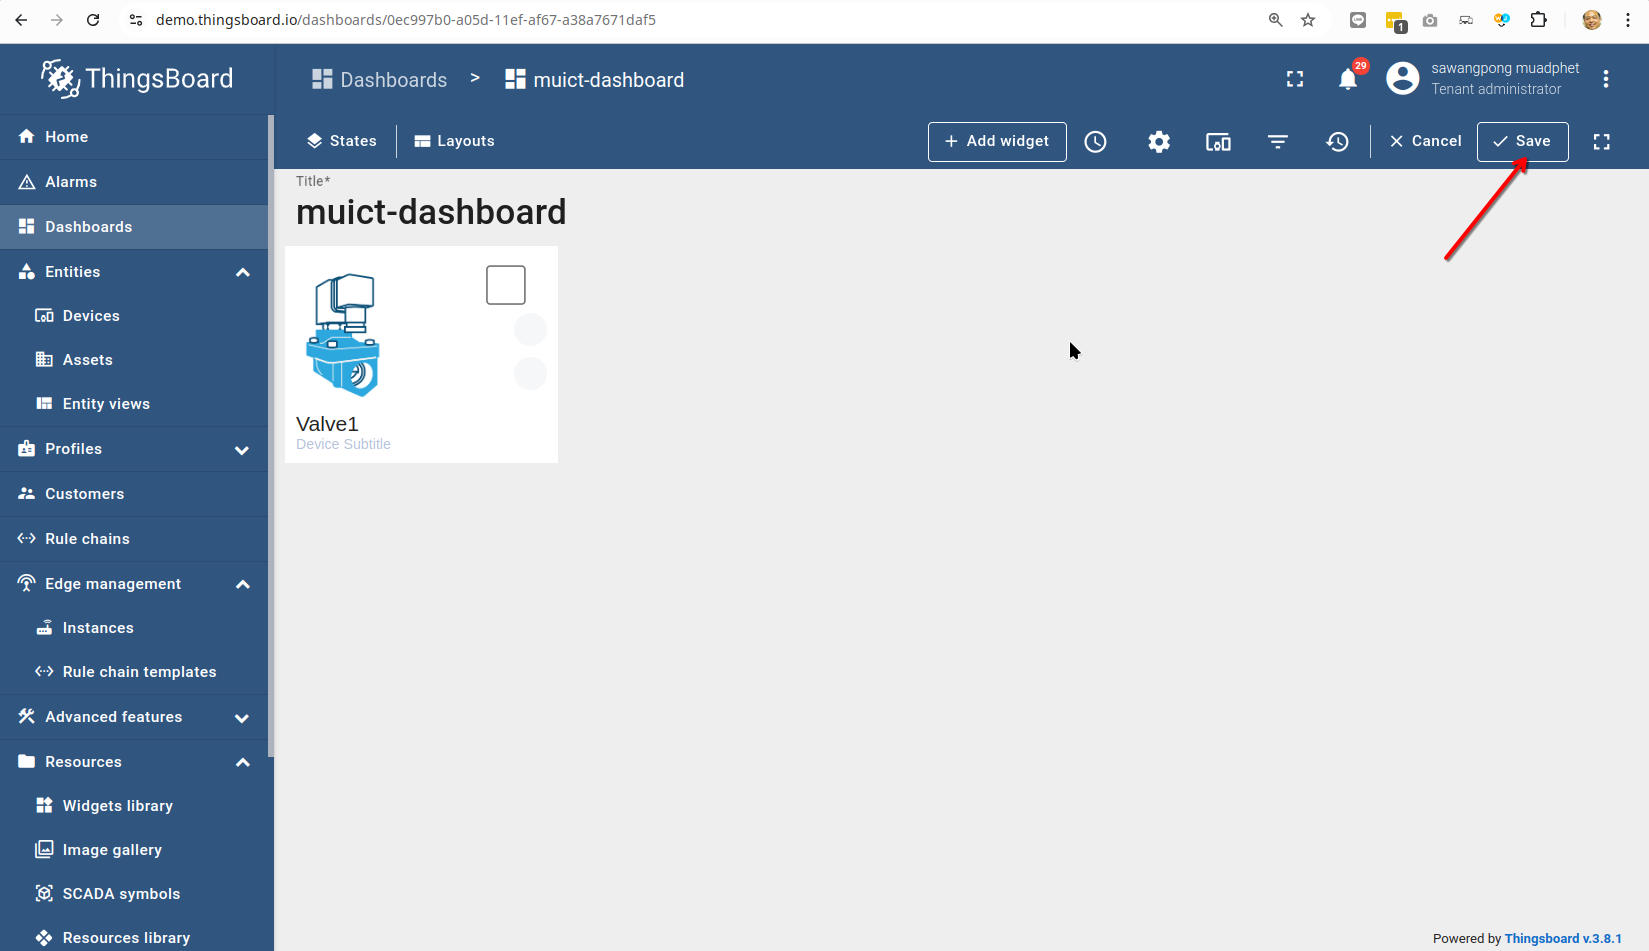 demo.thingsboard.io/dashboards/0ec997b0-a05d-11ef-af67-a38a7671daf5
1
ThingsBoard
Dashboards > muict-dashboard
29
sawangpong muadphet
Tenant administrator
States
Layouts
+ Add widget
Cancel
Save
Home
Alarms
Dashboards
Entities
Devices
Assets
Entity views
Profiles
Customers
Rule chains
Edge management
Instances
Rule chain templates
Advanced features
Resources
Widgets library
Image gallery
SCADA symbols
Resources library
Title*
muict-dashboard
Valve1
Device Subtitle
Powered by Thingsboard v.3.8.1